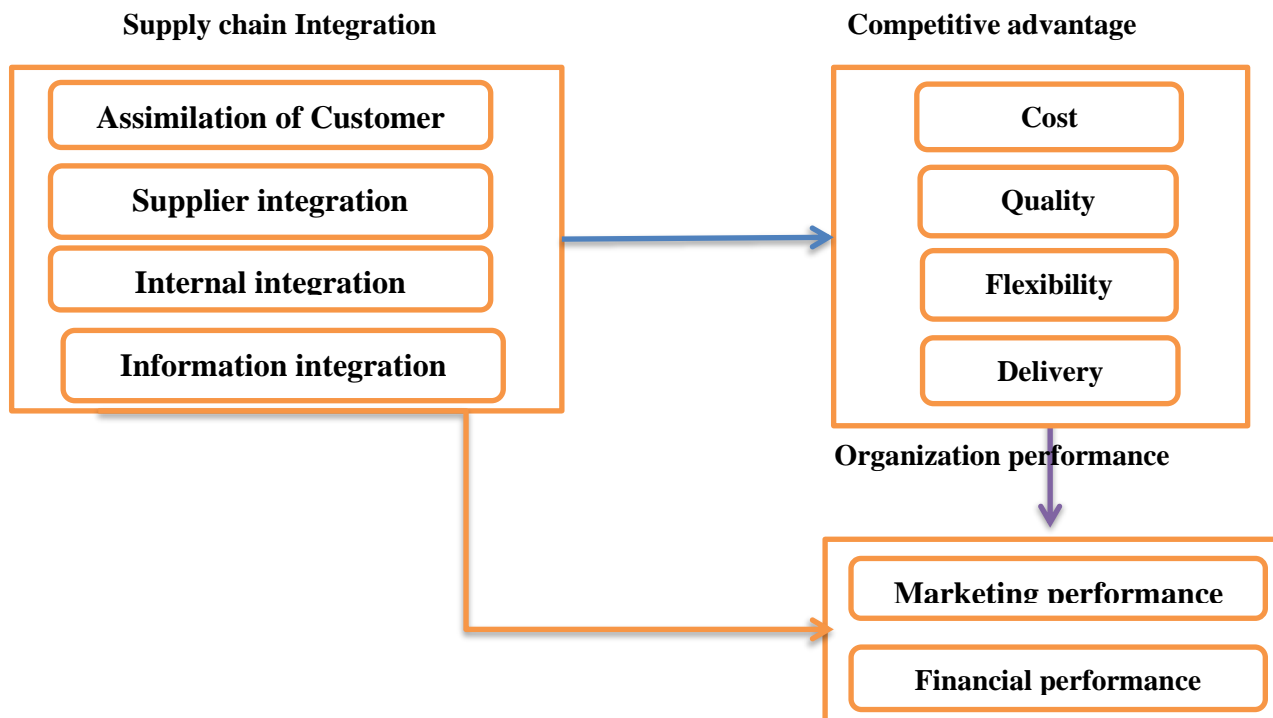 Supply chain Integration
Assimilation of Customer
Supplier integration
Internal integration
Information integration
Competitive advantage
Cost
Quality
Flexibility
Delivery
Organization performance
Marketing performance
Financial performance